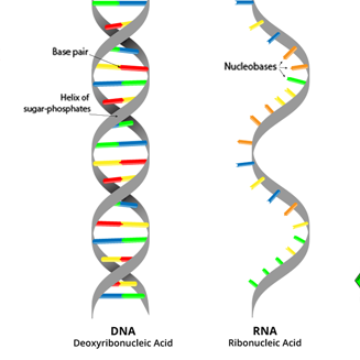 Base pair
Nucleobases
Helix of
sugar-phosphates
DNA
Deoxyribonucleic Acid
RNA
Ribonucleic Acid